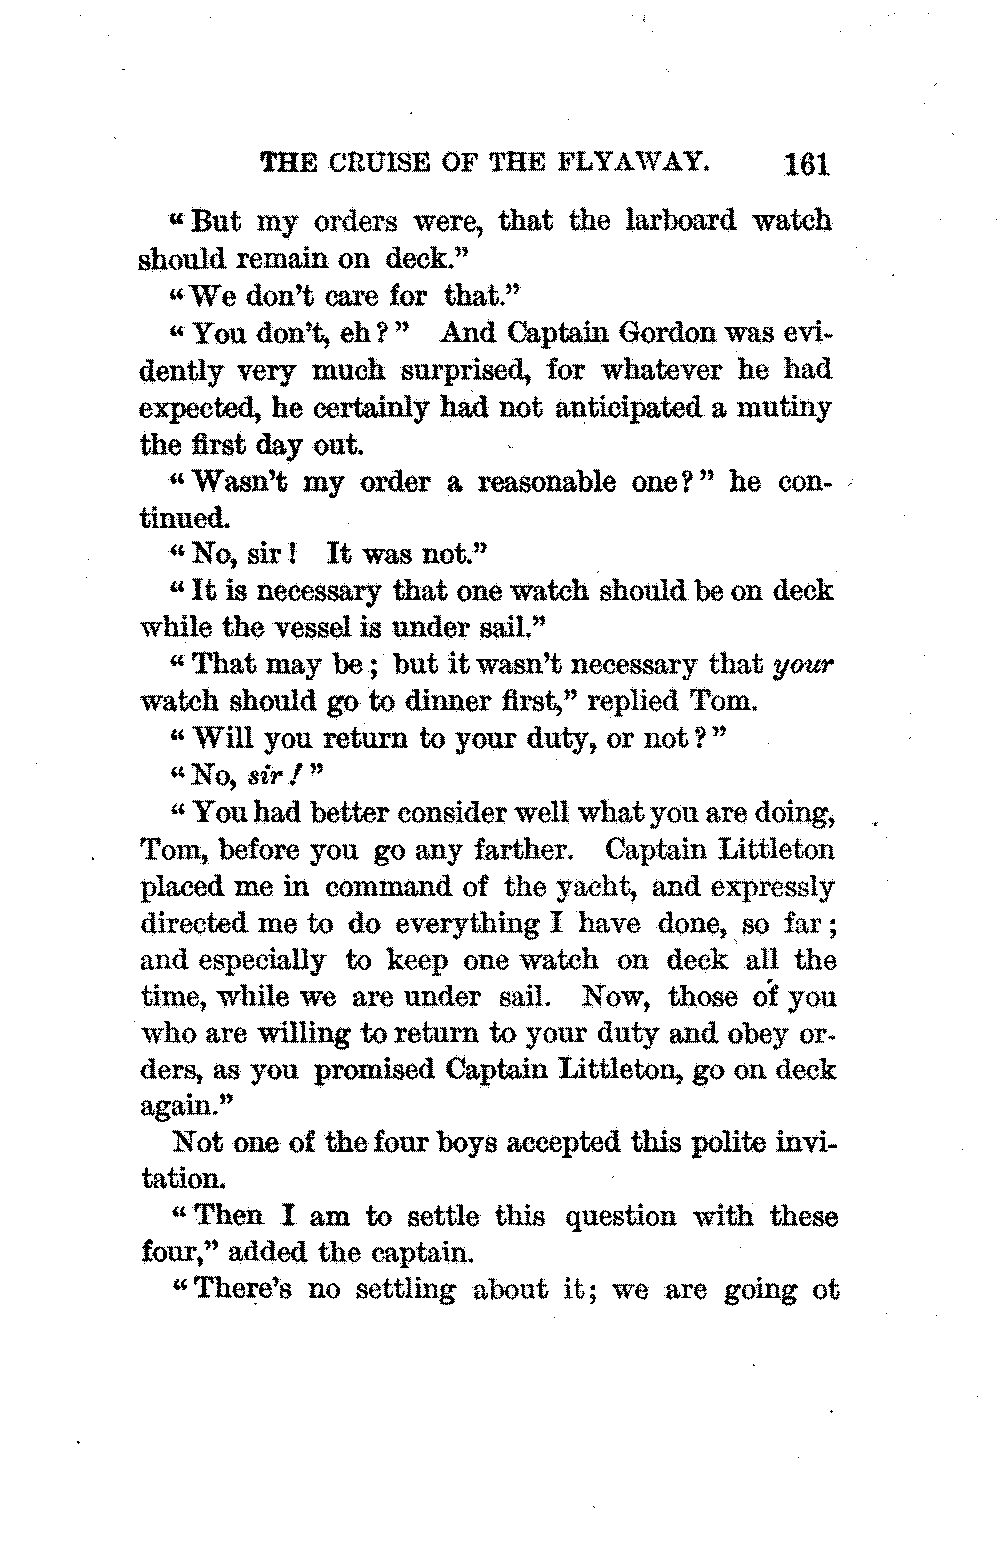 THE CRUISE OF THE FLYAWAY. 161
“But my orders were, that the larboard watch
should remain on deck.”
“We don’t care for that.”
“You don’t, eh?” And Captain Gordon was evi-
dently very much surprised, for whatever he had
expected, he certainly had not anticipated a mutiny
the first day out.
“Wasn’t my order a reasonable one?” he con-
tinued.
“No, sir! It was not.”
“It is necessary that one watch should be on deck
while the vessel is under sail.”
“That may be; but it wasn’t necessary that your
watch should go to dinner first,” replied Tom.
“Will you return to your duty, or not?”
“No, sir!”
“You had better consider well what you are doing,
Tom, before you go any farther. Captain Littleton
placed me in command of the yacht, and expressly
directed me to do everything I have done, so far;
and especially to keep one watch on deck all the
time, while we are under sail. Now, those of you
who are willing to return to your duty and obey or-
ders, as you promised Captain Littleton, go on deck
again.”
Not one of the four boys accepted this polite invi-
tation.
“Then I am to settle this question with these
four,” added the captain.
“There’s no settling about it; we are going ot